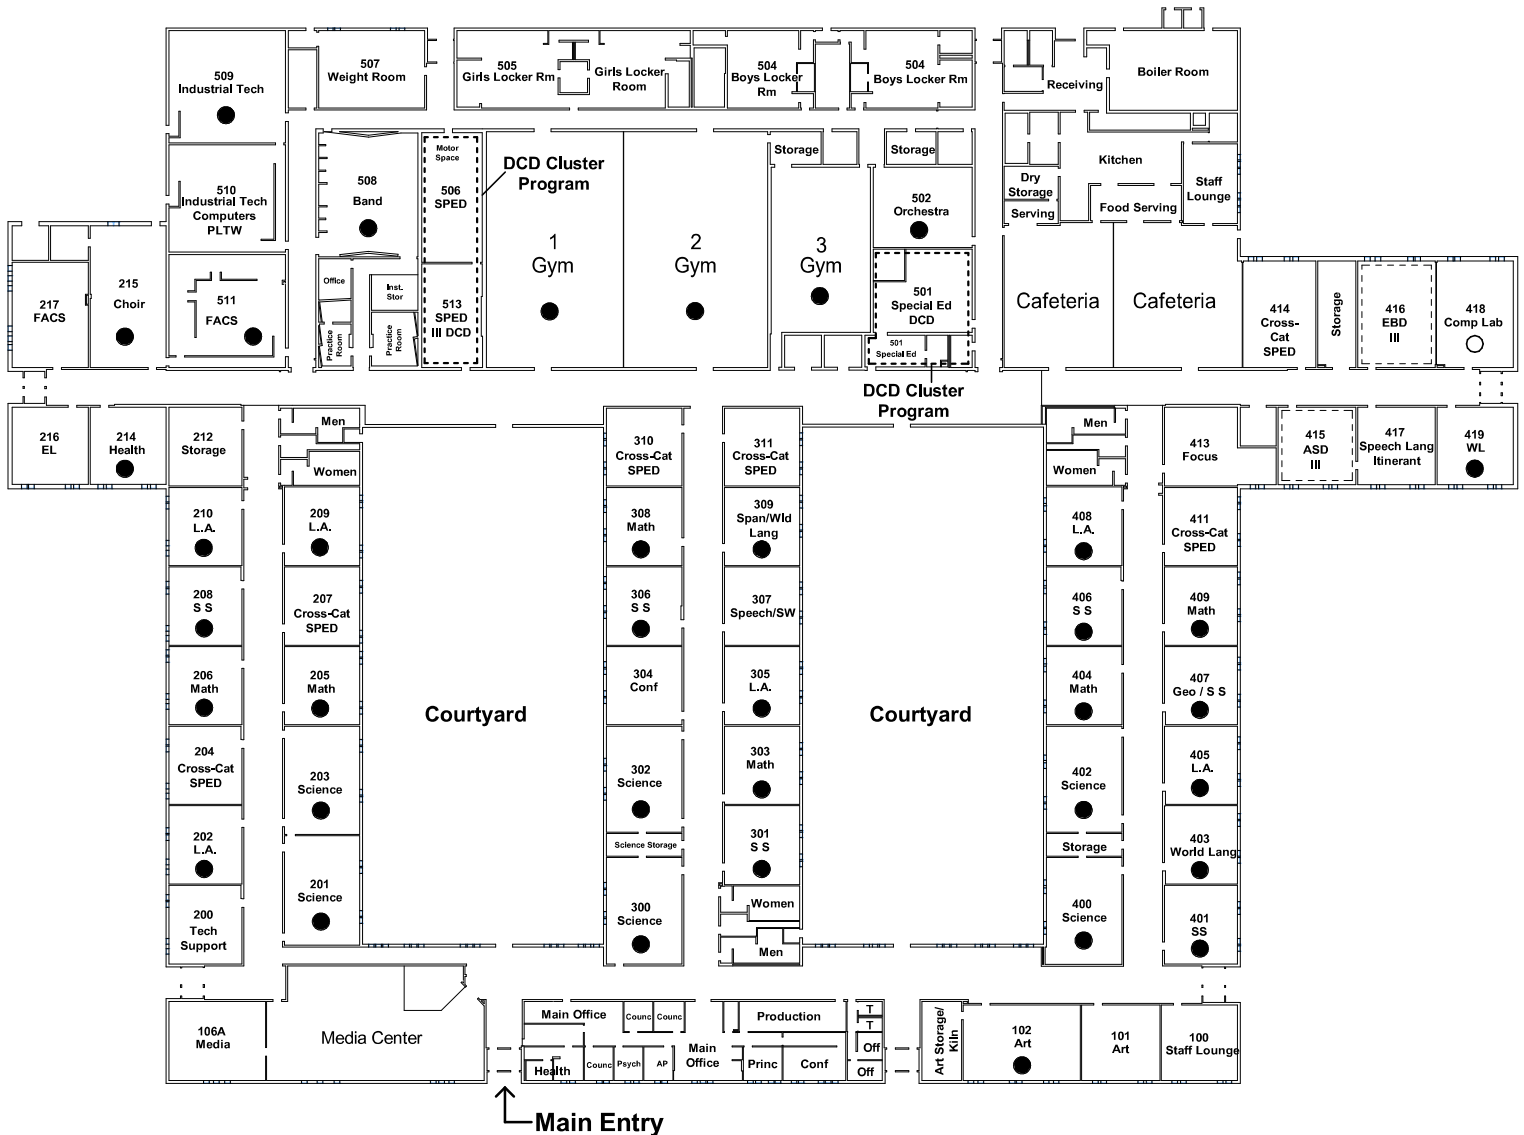 509
Industrial Tech
507
Weight Room
505
Girls Locker Rm
Girls Locker
Room
504
Boys Locker
Rm
504
Boys Locker Rm
Receiving
Boiler Room
510
Industrial Tech
Computers
PLTW
508
Band
Motor
Space
506
SPED
DCD Cluster
Program
1
Gym
2
Gym
Storage
3
Gym
Storage
502
Orchestra
Kitchen
Dry
Storage
Serving
Food Serving
Staff
Lounge
217
FACS
215
Choir
511
FACS
Office
Practice
Room
Inst.
Stor
Practice
Room
513
SPED
III DCD
501
Special Ed
DCD
501
Special Ed
DCD Cluster
Program
Cafeteria
Cafeteria
414
Cross-
Cat
SPED
Storage
416
EBD
III
418
Comp Lab
216
EL
214
Health
212
Storage
Men
Women
310
Cross-Cat
SPED
311
Cross-Cat
SPED
Men
Women
413
Focus
415
ASD
III
417
Speech Lang
Itinerant
419
WL
210
L.A.
209
L.A.
308
Math
309
Span/Wld
Lang
408
L.A.
411
Cross-Cat
SPED
208
S S
207
Cross-Cat
SPED
306
S S
307
Speech/SW
406
S S
409
Math
206
Math
205
Math
Courtyard
304
Conf
305
L.A.
Courtyard
404
Math
407
Geo / S S
204
Cross-Cat
SPED
203
Science
302
Science
303
Math
402
Science
405
L.A.
202
L.A.
Science Storage
301
S S
Storage
403
World Lang
200
Tech
Support
201
Science
300
Science
Women
Men
400
Science
401
SS
106A
Media
Media Center
Main Office
Counc
Counc
Health
Counc
Psych
AP
Main
Office
Production
Princ
Conf
T
T
Off
Off
Art Storage/
Kiln
102
Art
101
Art
100
Staff Lounge
Main Entry